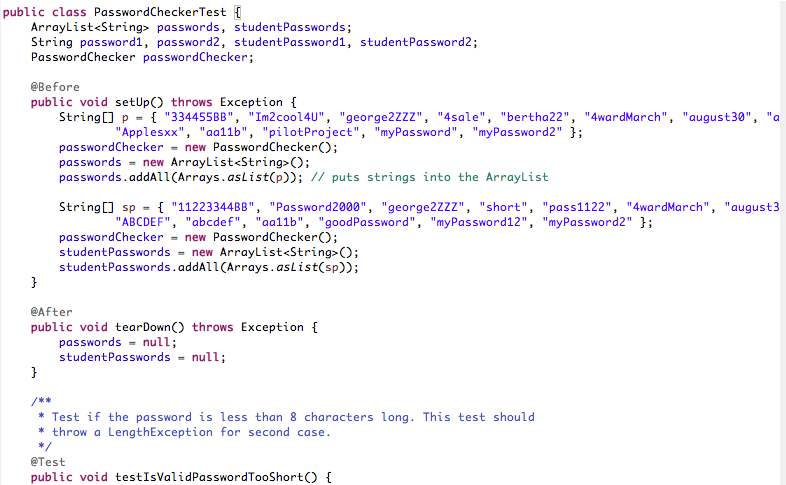 public class PasswordCheckerTest {
ArrayList<String> passwords, studentPasswords;
String password1, password2, studentPassword1, studentPassword2;
PasswordChecker passwordChecker;
@Before
public void setUp() throws Exception {
String[] p = { "334455BB", "Im2cool4U", "george2ZZZ", "4sale", "bertha22", "4wardMarch", "august30", "a
"Applesxx", "aa11b", "pilotProject", "myPassword", "myPassword2" };
passwordChecker = new PasswordChecker();
passwords = new ArrayList<String>();
passwords.addAll(Arrays.asList(p)); // puts strings into the ArrayList
String[] sp = { "11223344BB", "Password2000", "george2ZZZ", "short", "pass1122", "4wardMarch", "august3
"ABCDEF", "abcdef", "aa11b", "goodPassword", "myPassword12", "myPassword2" };
passwordChecker = new PasswordChecker();
studentPasswords = new ArrayList<String>();
studentPasswords.addAll(Arrays.asList(sp));
}
@After
public void tearDown() throws Exception {
passwords = null;
studentPasswords = null;
}
/**
* Test if the password is less than 8 characters long. This test should
* throw a LengthException for second case.
*/
@Test
public void testIsValidPasswordTooShort() {